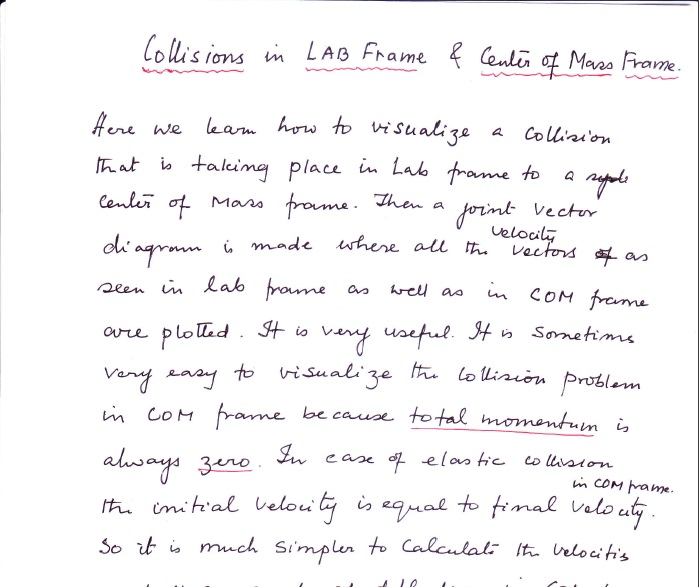 Collisions in LAB Frame & Center of Mass Frame.
Here we learn how to visualize a collision
that is taking place in Lab frame to a
Center of Mass frame. Then a joint vector
velocity
diagram is made where all the vectors of as
seen in lab frame as well as in COM frame
are plotted. It is very useful. It is sometims
very easy to visualize the collision problem
in COM frame because total momentum is
always zero. In case of elastic collision
in COM frame.
the initial velocity is equal to final velocity.
So it is much simpler to calculate the velocitis